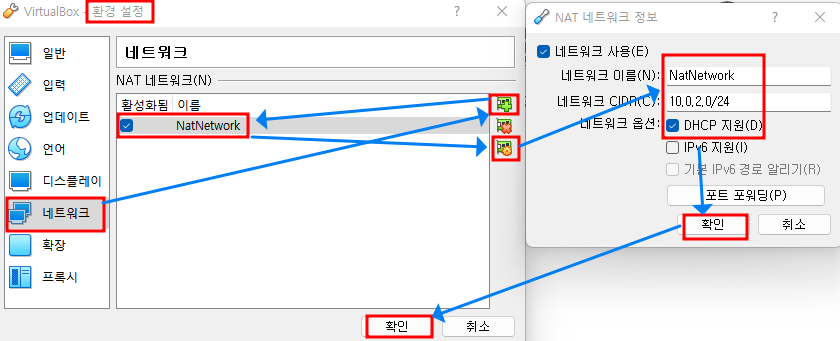 VirtualBox - 환경 설정
일반
입력
업데이트
언어
디스플레이
네트워크
확장
프록시
네트워크
NAT 네트워크(N)
활성화됨 이름
NatNetwork
확인
취소
NAT 네트워크 정보
네트워크 사용(E)
네트워크 이름(N): NatNetwork
네트워크 CIDR(C): 10,0,2,0/24
네트워크 옵션: DHCP 지원(D)
IPv6 지원(I)
기본 IPv6 경로 알리기(R)
포트 포워딩(P)
확인
취소